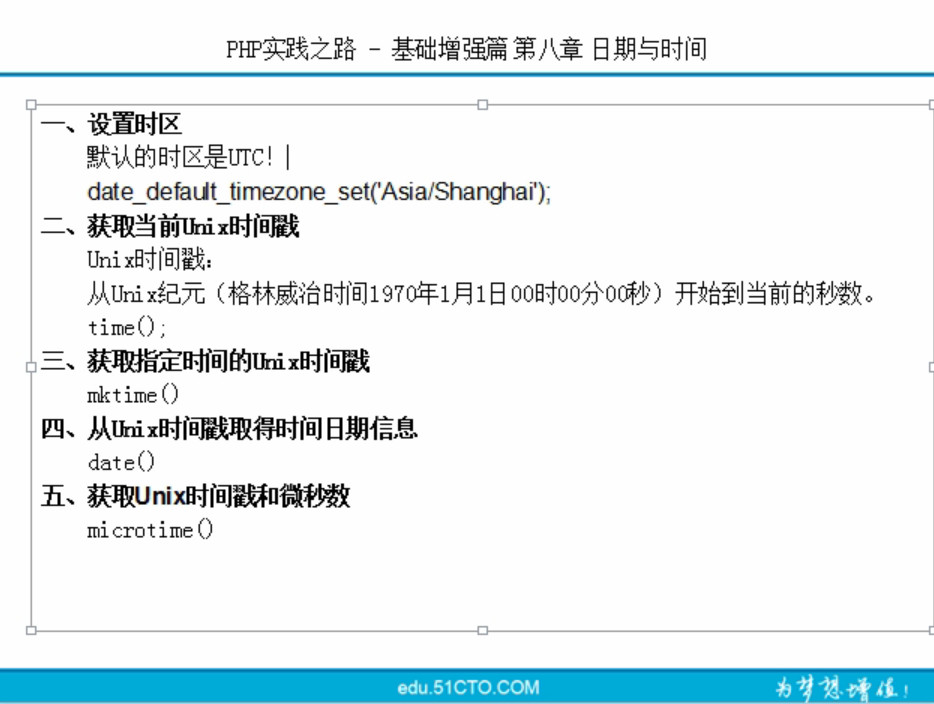 PHP实践之路 - 基础增强篇 第八章 日期与时间
一、设置时区
默认的时区是UTC!
date_default_timezone_set('Asia/Shanghai');
二、获取当前Unix时间戳
Unix时间戳:
从Unix纪元（格林威治时间1970年1月1日00时00分00秒）开始到当前的秒数。
time();
三、获取指定时间的Unix时间戳
mktime()
四、从Unix时间戳取得时间日期信息
date()
五、获取Unix时间戳和微秒数
microtime()
edu.51CTO.COM
为梦想增值!